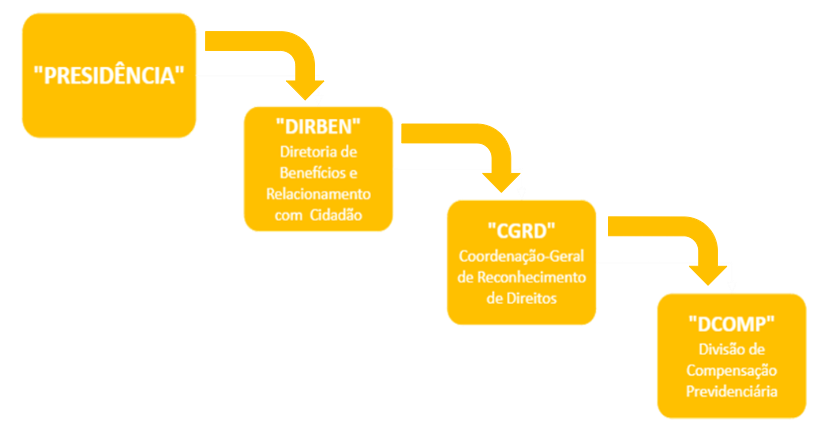 "PRESIDÊNCIA"
"DIRBEN"
Diretoria de
Benefícios e
Relacionamento
com Cidadão
"CGRD"
Coordenação-Geral
de Reconhecimento
de Direitos
"DCOMP"
Divisão de
Compensação
Previdenciária